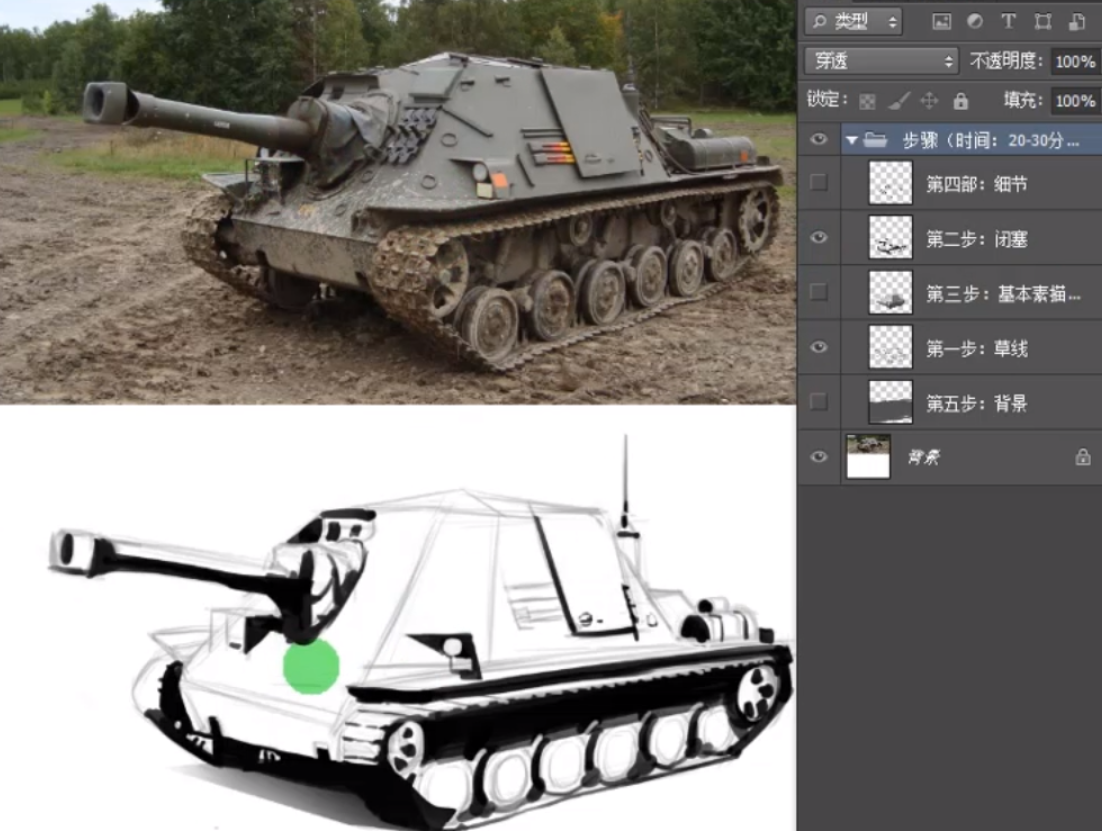 类型
T
穿透
不透明度: 100%
锁定:
填充: 100%
步骤（时间: 20-30分...
第四部: 细节
第二步: 闭塞
第三步: 基本素描...
第一步: 草线
第五步: 背景
背景